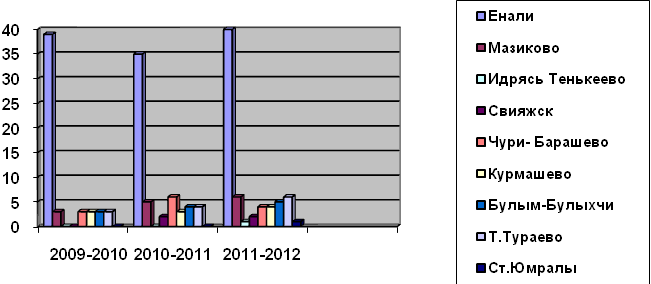 40
35
30
25
20
15
10
5
0
2009-2010 2010-2011 2011-2012
Енали
Мазиково
Идрясь Тенькеево
Свияжск
Чури- Барашево
Курмашево
Булым-Булыхчи
Т.Тураево
Ст.Юмралы